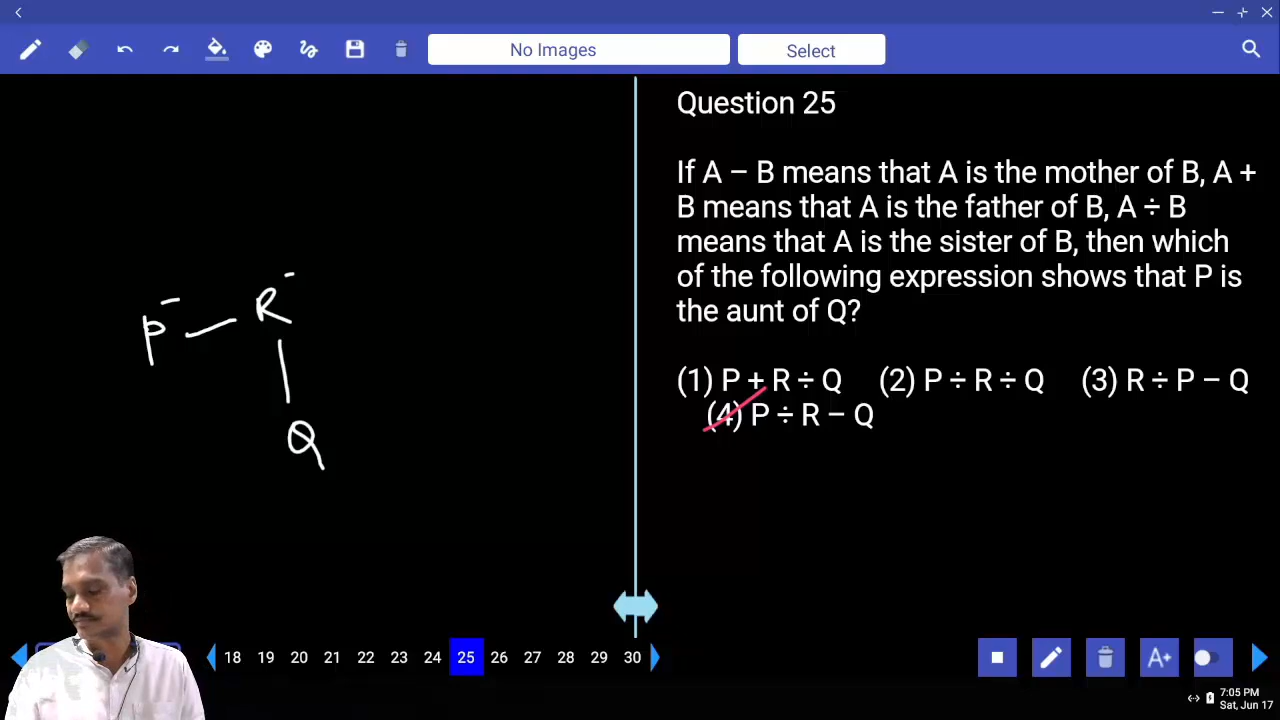 No Images
Select
Question 25
If A – B means that A is the mother of B, A +
B means that A is the father of B, A ÷ B
means that A is the sister of B, then which
of the following expression shows that P is
the aunt of Q?
(1) P + R ÷ Q (2) P ÷ R ÷ Q (3) R ÷ P – Q
(4) P ÷ R – Q
P⁻ — R⁻
|
Q
18 19 20 21 22 23 24 25 26 27 28 29 30
A+
7:05 PM
Sat, Jun 17